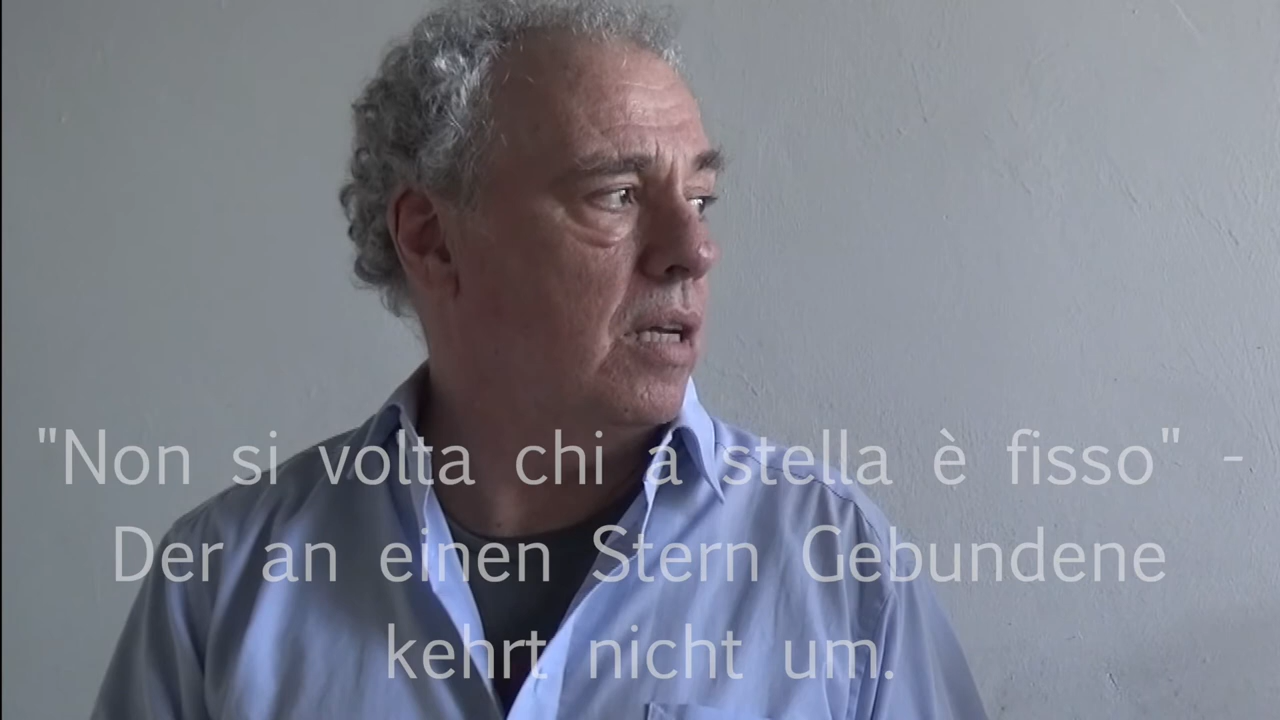 "Non si volta chi a stella è fisso" -
Der an einen Stern Gebundene
kehrt nicht um.